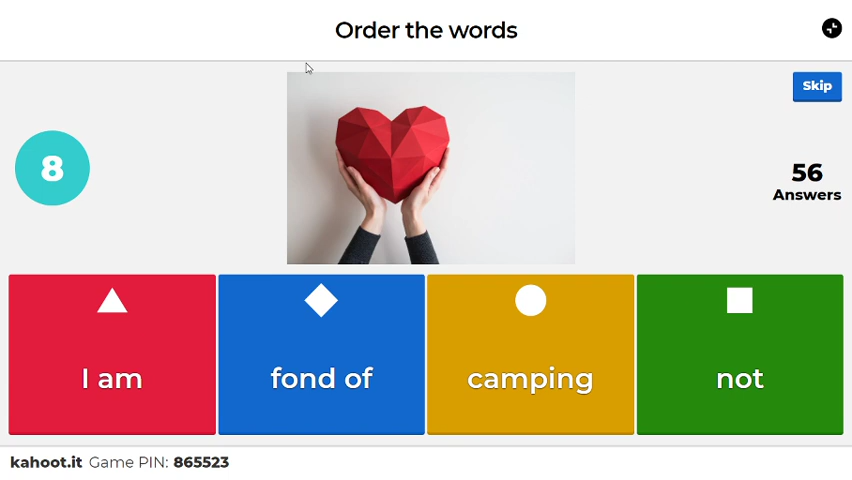 Order the words
Skip
8
56
Answers
I am
fond of
camping
not
kahoot.it Game PIN: 865523